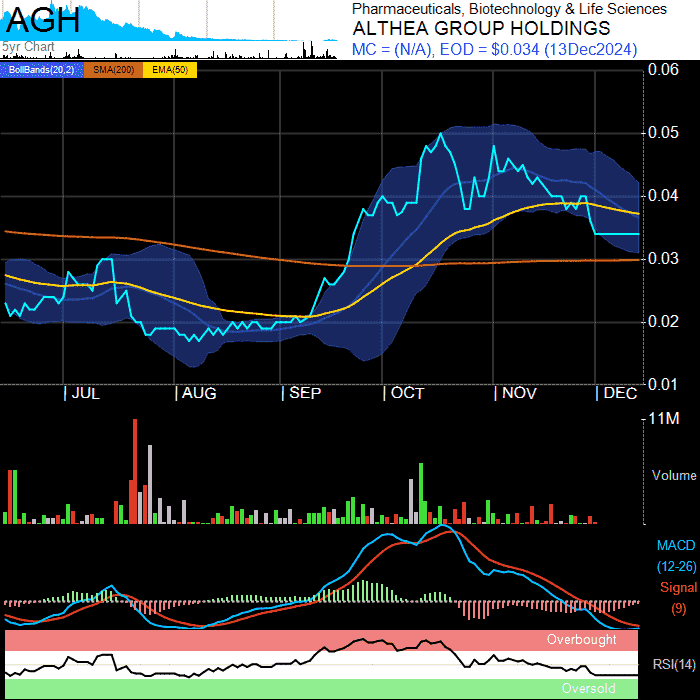 AGH
5yr Chart
Pharmaceuticals, Biotechnology & Life Sciences
ALTHEA GROUP HOLDINGS
MC = (N/A), EOD = $0.034 (13Dec2024)
BollBands(20,2) SMA(200) EMA(50)
0.06
0.05
0.04
0.03
0.02
0.01
JUL AUG SEP OCT NOV DEC
11M
Volume
MACD
(12-26)
Signal
(9)
Overbought
RSI(14)
Oversold